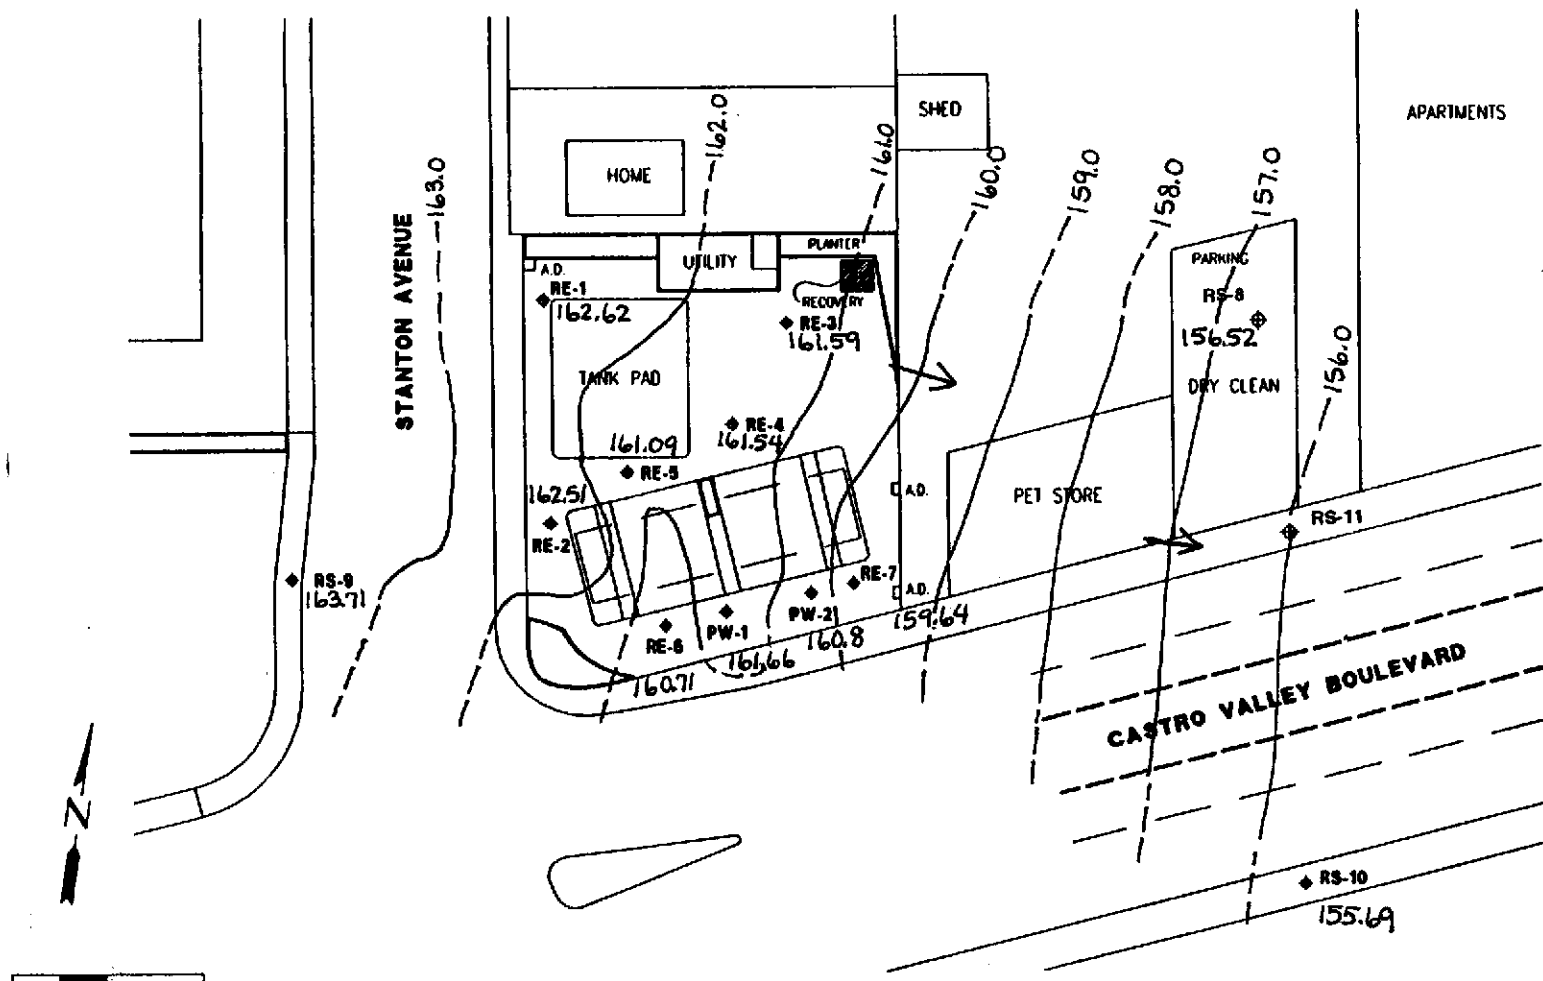 SHED
APARTMENTS
162.0
161.0
HOME
160.0
159.0
158.0
157.0
163.0
STANTON AVENUE
PLANTER
UTILITY
PARKING
A.D.
RE-1
162.62
RECOVERY
RS-8
RE-3
161.59
156.52
156.0
TANK PAD
DRY CLEAN
RE-4
161.54
161.09
RE-5
162.51
A.D.
PET STORE
RS-11
RE-2
RS-9
163.71
RE-7
A.D.
PW-2
PW-1
159.64
RE-6
160.8
161.66
160.71
CASTRO VALLEY BOULEVARD
N
RS-10
155.69